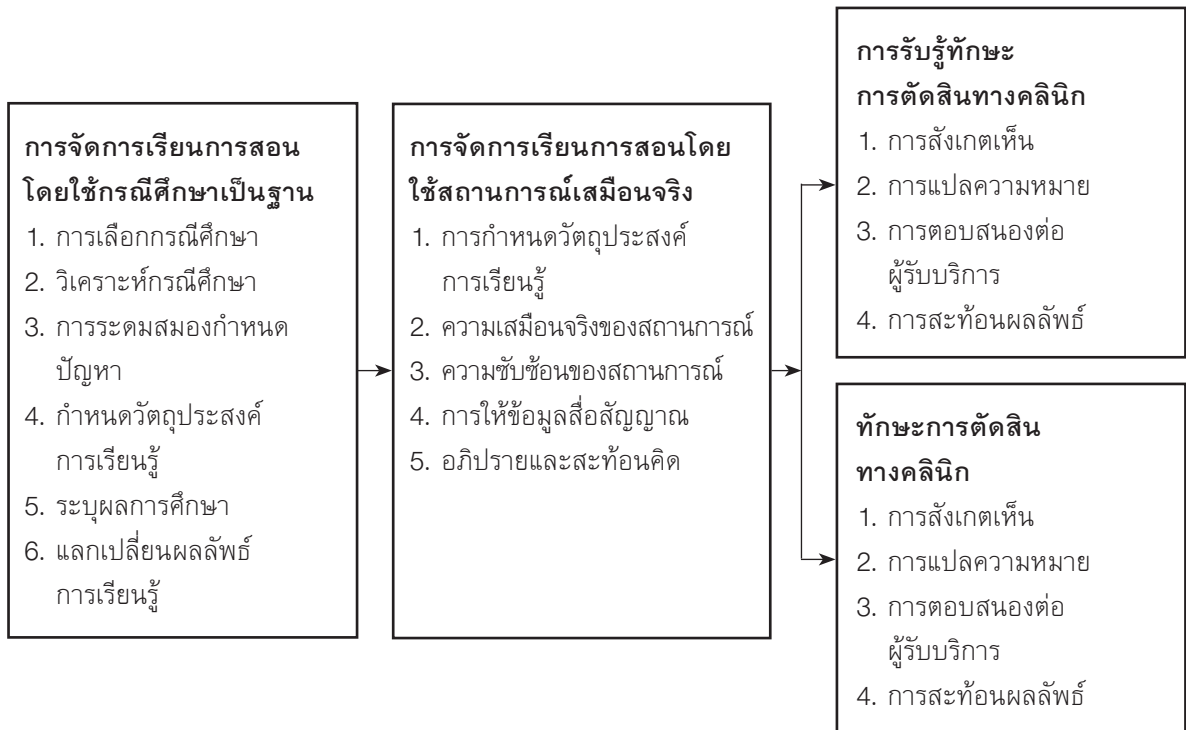 การจัดการเรียนการสอน
โดยใช้กรณีศึกษาเป็นฐาน
1. การเลือกกรณีศึกษา
2. วิเคราะห์กรณีศึกษา
3. การระดมสมองกำหนด
ปัญหา
4. กำหนดวัตถุประสงค์
การเรียนรู้
5. ระบุผลการศึกษา
6. แลกเปลี่ยนผลลัพธ์
การเรียนรู้
การจัดการเรียนการสอนโดย
ใช้สถานการณ์เสมือนจริง
1. การกำหนดวัตถุประสงค์
การเรียนรู้
2. ความเสมือนจริงของสถานการณ์
3. ความซับซ้อนของสถานการณ์
4. การให้ข้อมูลสื่อสัญญาณ
5. อภิปรายและสะท้อนคิด
การรับรู้ทักษะ
การตัดสินทางคลินิก
1. การสังเกตเห็น
2. การแปลความหมาย
3. การตอบสนองต่อ
ผู้รับบริการ
4. การสะท้อนผลลัพธ์
ทักษะการตัดสิน
ทางคลินิก
1. การสังเกตเห็น
2. การแปลความหมาย
3. การตอบสนองต่อ
ผู้รับบริการ
4. การสะท้อนผลลัพธ์